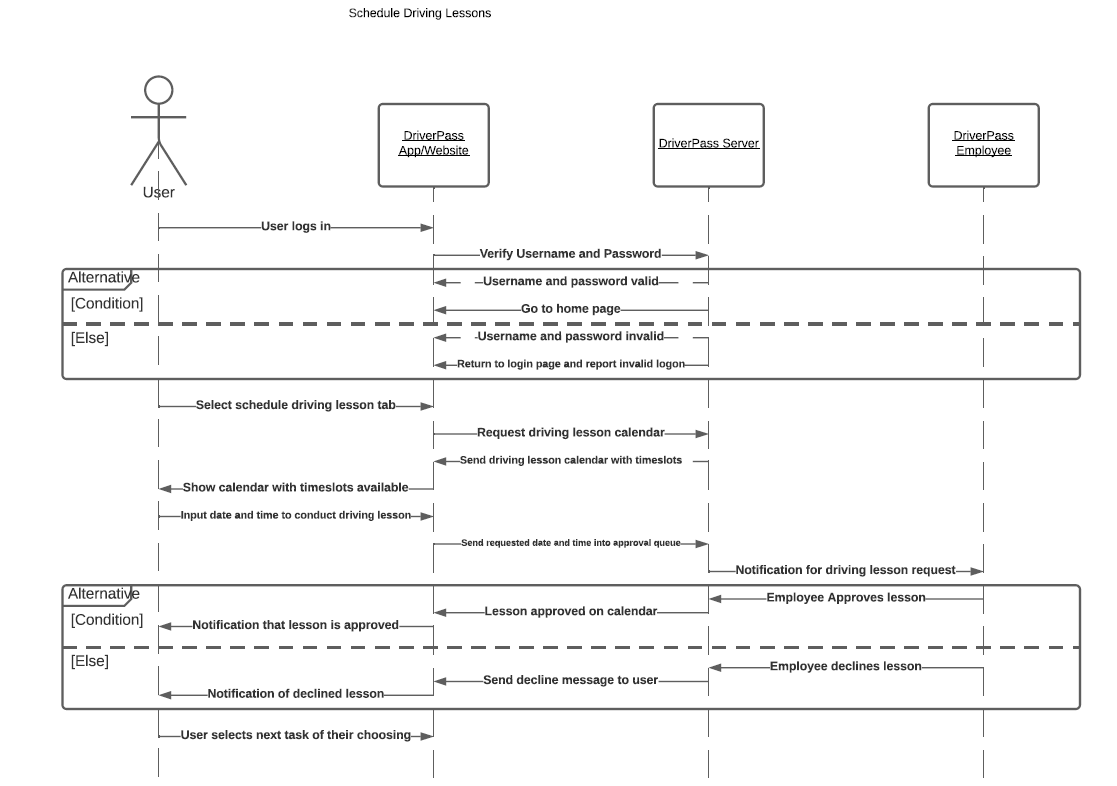 Schedule Driving Lessons
User
DriverPass
App/Website
DriverPass Server
DriverPass
Employee
User logs in
Verify Username and Password
Alternative
Username and password valid
[Condition]
Go to home page
[Else]
Username and password invalid
Return to login page and report invalid logon
Select schedule driving lesson tab
Request driving lesson calendar
Send driving lesson calendar with timeslots
Show calendar with timeslots available
Input date and time to conduct driving lesson
Send requested date and time into approval queue
Notification for driving lesson request
Alternative
Employee Approves lesson
Lesson approved on calendar
[Condition]
Notification that lesson is approved
[Else]
Employee declines lesson
Send decline message to user
Notification of declined lesson
User selects next task of their choosing